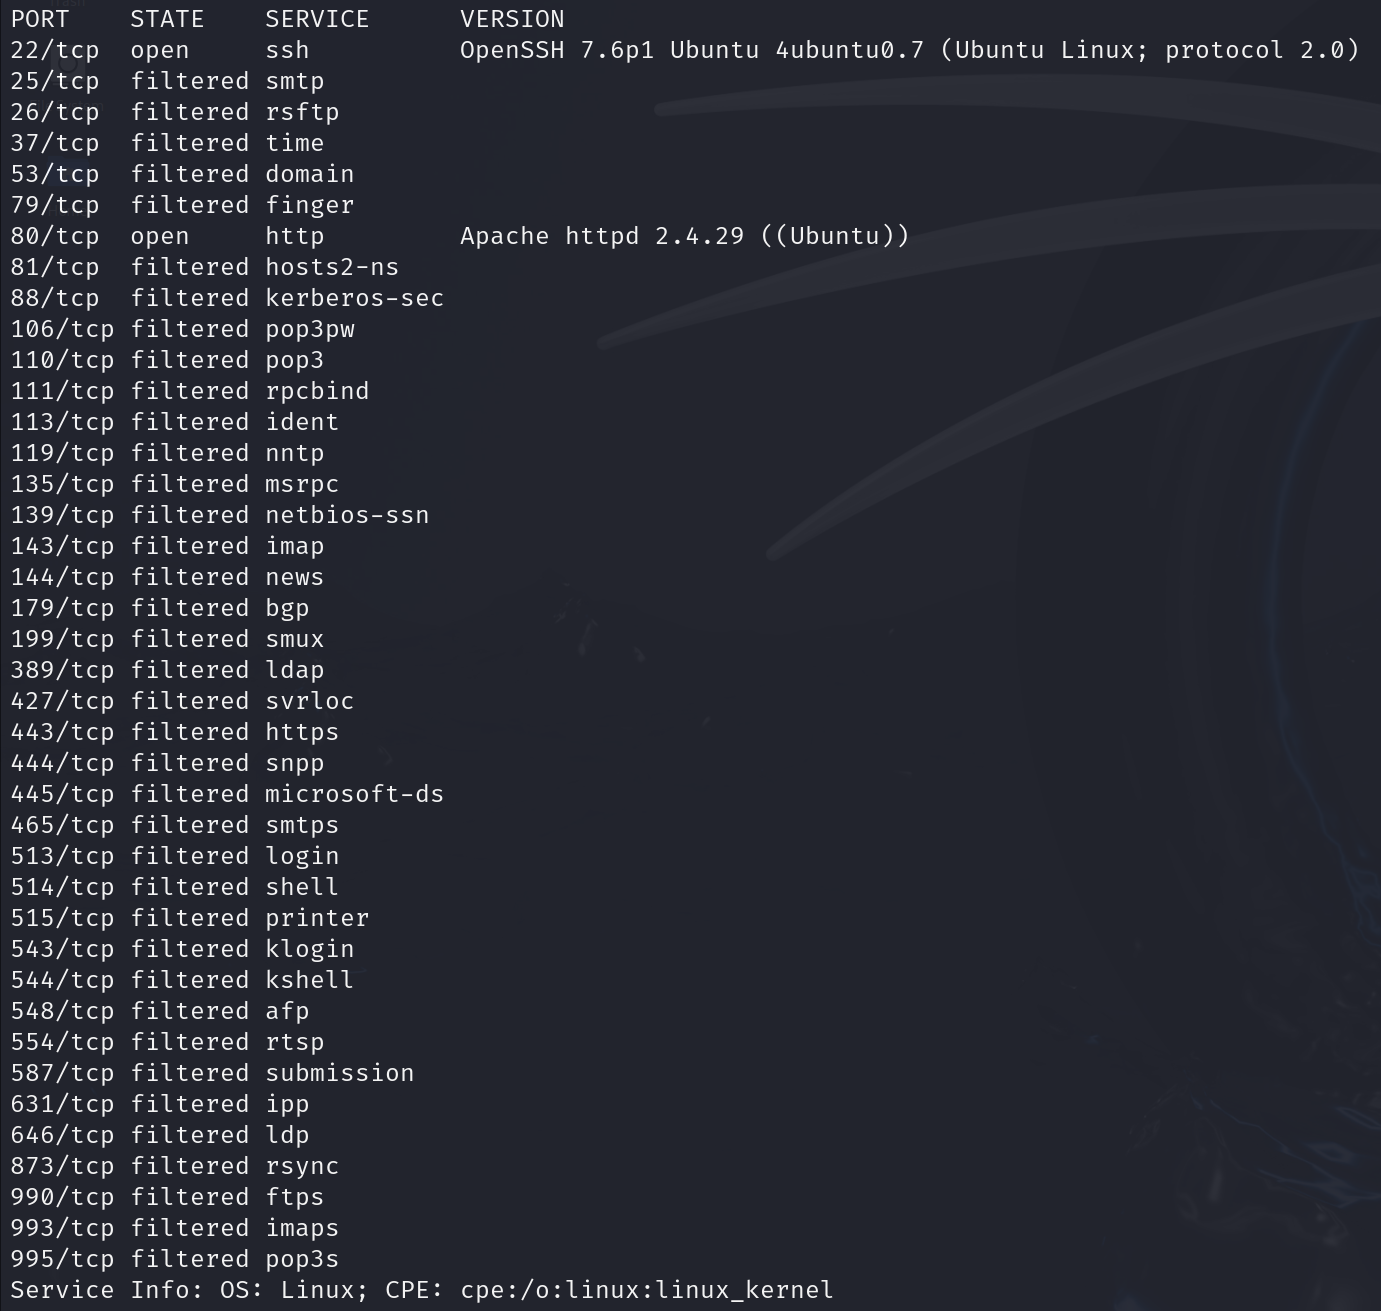 PORT STATE SERVICE VERSION
22/tcp open ssh OpenSSH 7.6p1 Ubuntu 4ubuntu0.7 (Ubuntu Linux; protocol 2.0)
25/tcp filtered smtp
26/tcp filtered rsftp
37/tcp filtered time
53/tcp filtered domain
79/tcp filtered finger
80/tcp open http Apache httpd 2.4.29 ((Ubuntu))
81/tcp filtered hosts2-ns
88/tcp filtered kerberos-sec
106/tcp filtered pop3pw
110/tcp filtered pop3
111/tcp filtered rpcbind
113/tcp filtered ident
119/tcp filtered nntp
135/tcp filtered msrpc
139/tcp filtered netbios-ssn
143/tcp filtered imap
144/tcp filtered news
179/tcp filtered bgp
199/tcp filtered smux
389/tcp filtered ldap
427/tcp filtered svrloc
443/tcp filtered https
444/tcp filtered snpp
445/tcp filtered microsoft-ds
465/tcp filtered smtps
513/tcp filtered login
514/tcp filtered shell
515/tcp filtered printer
543/tcp filtered klogin
544/tcp filtered kshell
548/tcp filtered afp
554/tcp filtered rtsp
587/tcp filtered submission
631/tcp filtered ipp
646/tcp filtered ldp
873/tcp filtered rsync
990/tcp filtered ftps
993/tcp filtered imaps
995/tcp filtered pop3s
Service Info: OS: Linux; CPE: cpe:/o:linux:linux_kernel